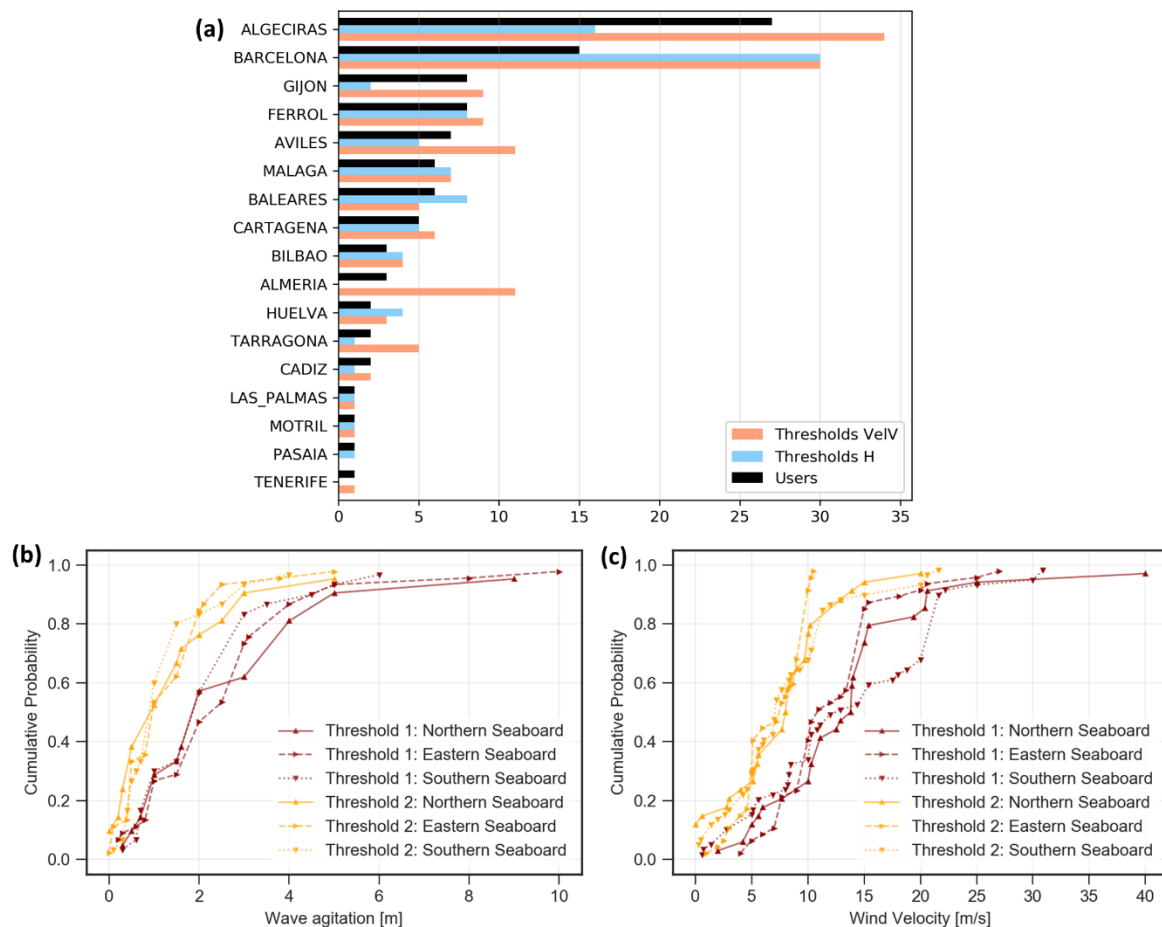 (a)
ALGECIRAS
BARCELONA
GIJON
FERROL
AVILES
MALAGA
BALEARES
CARTAGENA
BILBAO
ALMERIA
HUELVA
TARRAGONA
CADIZ
LAS_PALMAS
MOTRIL
PASAIA
TENERIFE
Thresholds VelV
Thresholds H
Users
0 5 10 15 20 25 30 35
(b)
Cumulative Probability
1.0
0.8
0.6
0.4
0.2
0.0
Threshold 1: Northern Seaboard
Threshold 1: Eastern Seaboard
Threshold 1: Southern Seaboard
Threshold 2: Northern Seaboard
Threshold 2: Eastern Seaboard
Threshold 2: Southern Seaboard
0 2 4 6 8 10
Wave agitation [m]
(c)
Cumulative Probability
1.0
0.8
0.6
0.4
0.2
0.0
Threshold 1: Northern Seaboard
Threshold 1: Eastern Seaboard
Threshold 1: Southern Seaboard
Threshold 2: Northern Seaboard
Threshold 2: Eastern Seaboard
Threshold 2: Southern Seaboard
0 5 10 15 20 25 30 35 40
Wind Velocity [m/s]